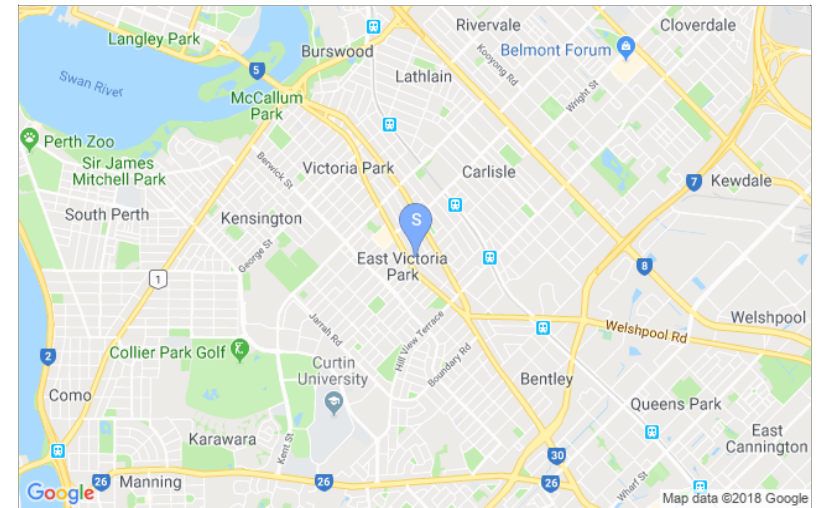 Rivervale
Cloverdale
Langley Park
Burswood
Belmont Forum
Kooyong Rd
5
Lathlain
Swan River
McCallum
Park
Wright St
Perth Zoo
Sir James
Mitchell Park
Berwick St
Victoria Park
Carlisle
7
Kewdale
South Perth
Kensington
S
George St
East Victoria
Park
8
1
Jarrah Rd
Hill View Terrace
Welshpool
Welshpool Rd
2
Collier Park Golf
Curtin
University
Boundary Rd
Bentley
Como
Queens Park
Karawara
Kent St
East
Cannington
30
26
Manning
26
26
Wharf St
Google
Map data ©2018 Google